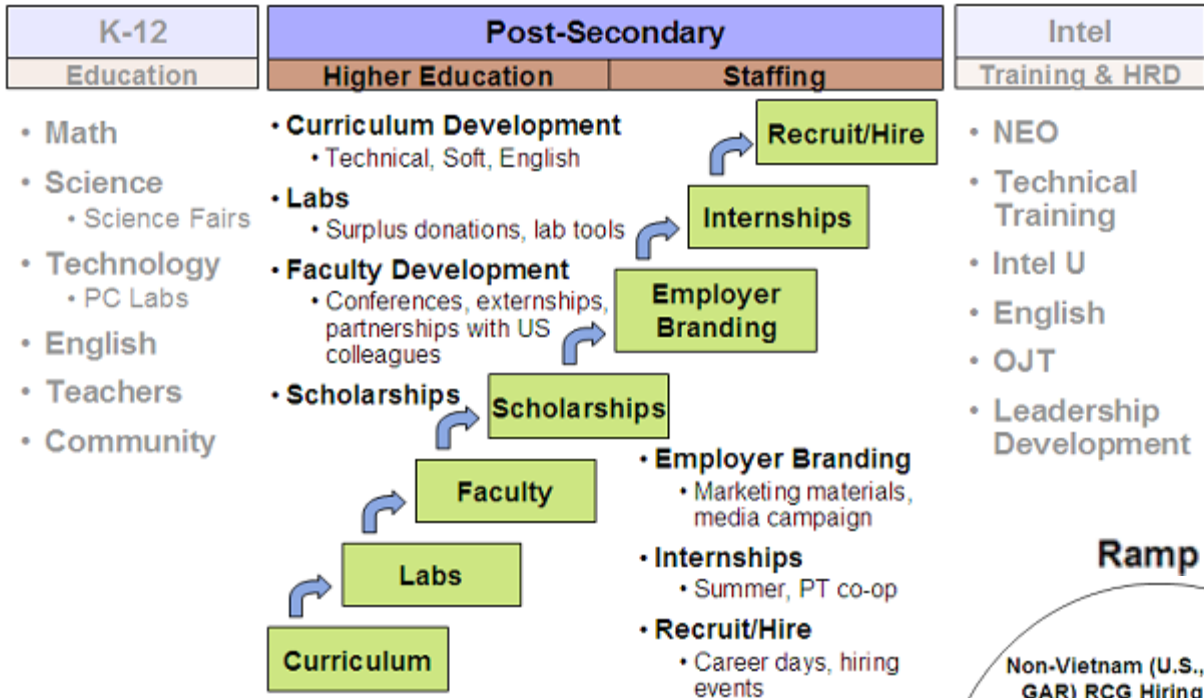 K-12
Education
• Math
• Science
• Science Fairs
• Technology
• PC Labs
• English
• Teachers
• Community
Post-Secondary
Higher Education
Staffing
• Curriculum Development
• Technical, Soft, English
• Labs
• Surplus donations, lab tools
• Faculty Development
• Conferences, externships,
partnerships with US
colleagues
• Scholarships
Recruit/Hire
Internships
Employer
Branding
Scholarships
Faculty
Labs
Curriculum
• Employer Branding
• Marketing materials,
media campaign
• Internships
• Summer, PT co-op
• Recruit/Hire
• Career days, hiring
events
Intel
Training & HRD
• NEO
• Technical
Training
• Intel U
• English
• OJT
• Leadership
Development
Ramp
Non-Vietnam (U.S.,
GAR) RCG Hiring